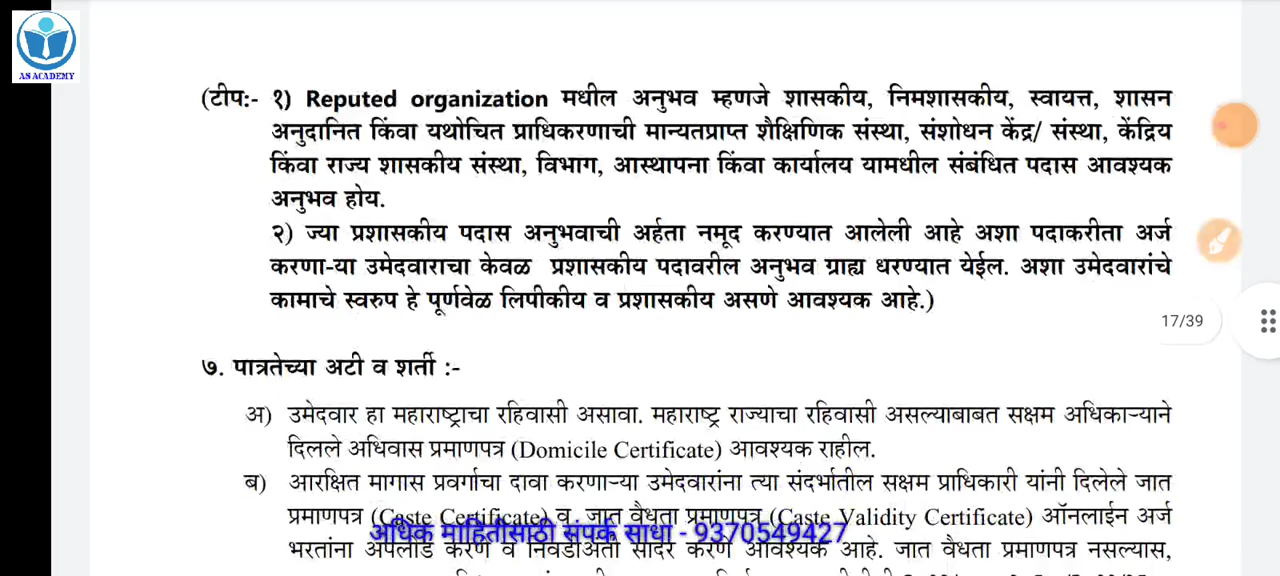 AS ACADEMY
(टीप:- १) Reputed organization मधील अनुभव म्हणजे शासकीय, निमशासकीय, स्वायत्त, शासन
अनुदानित किंवा यथोचित प्राधिकरणाची मान्यतप्राप्त शैक्षिणिक संस्था, संशोधन केंद्र/ संस्था, केंद्रिय
किंवा राज्य शासकीय संस्था, विभाग, आस्थापना किंवा कार्यालय यामधील संबंधित पदास आवश्यक
अनुभव होय.
२) ज्या प्रशासकीय पदास अनुभवाची अर्हता नमूद करण्यात आलेली आहे अशा पदाकरीता अर्ज
करणा-या उमेदवाराचा केवळ प्रशासकीय पदावरील अनुभव ग्राह्य धरण्यात येईल. अशा उमेदवारांचे
कामाचे स्वरुप हे पूर्णवेळ लिपीकीय व प्रशासकीय असणे आवश्यक आहे.)
17/39
७. पात्रतेच्या अटी व शर्ती :-
अ) उमेदवार हा महाराष्ट्राचा रहिवासी असावा. महाराष्ट्र राज्याचा रहिवासी असल्याबाबत सक्षम अधिकाऱ्याने
दिलले अधिवास प्रमाणपत्र (Domicile Certificate) आवश्यक राहील.
ब) आरक्षित मागास प्रवर्गाचा दावा करणाऱ्या उमेदवारांना त्या संदर्भातील सक्षम प्राधिकारी यांनी दिलेले जात
प्रमाणपत्र (Caste Certificate) व जात वैधता प्रमाणपत्र (Caste Validity Certificate) ऑनलाईन अर्ज
अधिक माहितीसाठी संपर्क साधा - 9370549427
भरतांना अपलोड करणे व निवडीअंती सादर करणे आवश्यक आहे. जात वैधता प्रमाणपत्र नसल्यास,